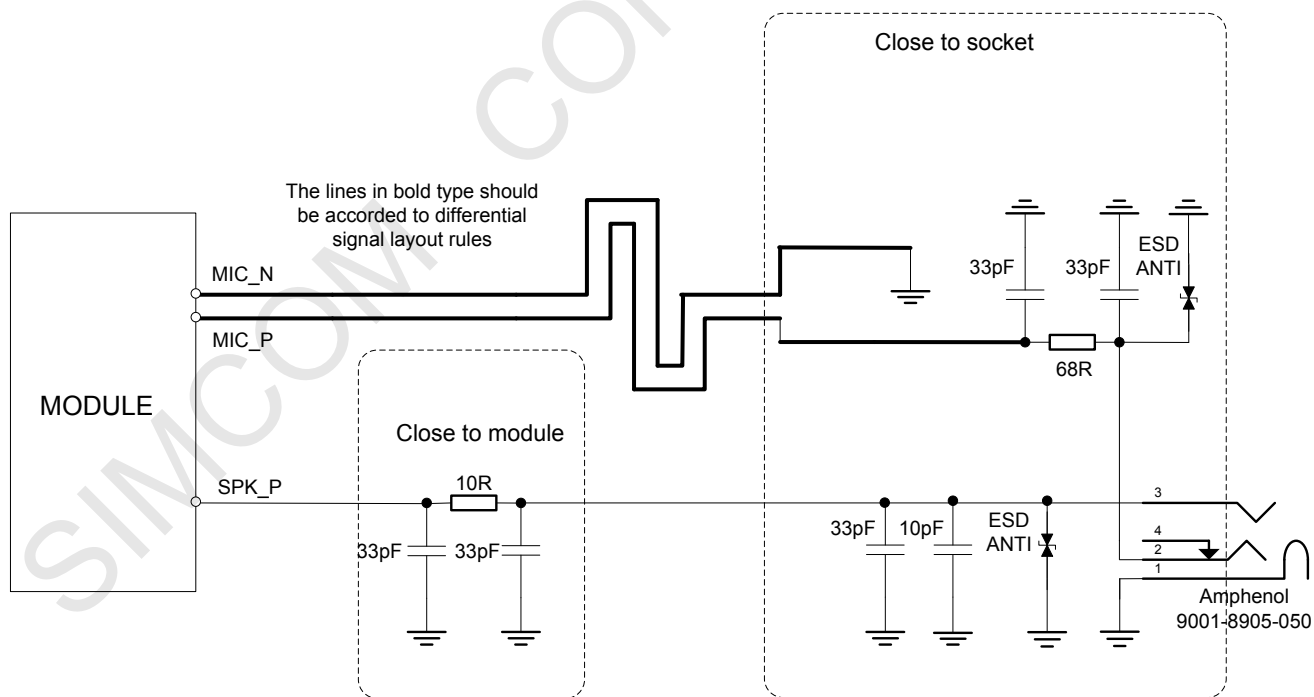 Close to socket
The lines in bold type should
be accorded to differential
signal layout rules
ESD
ANTI
33pF
33pF
MIC_N
MIC_P
68R
MODULE
Close to module
SPK_P
10R
33pF
33pF
33pF
10pF
ESD
ANTI
3
4
2
1
Amphenol
9001-8905-050
SIMCOM